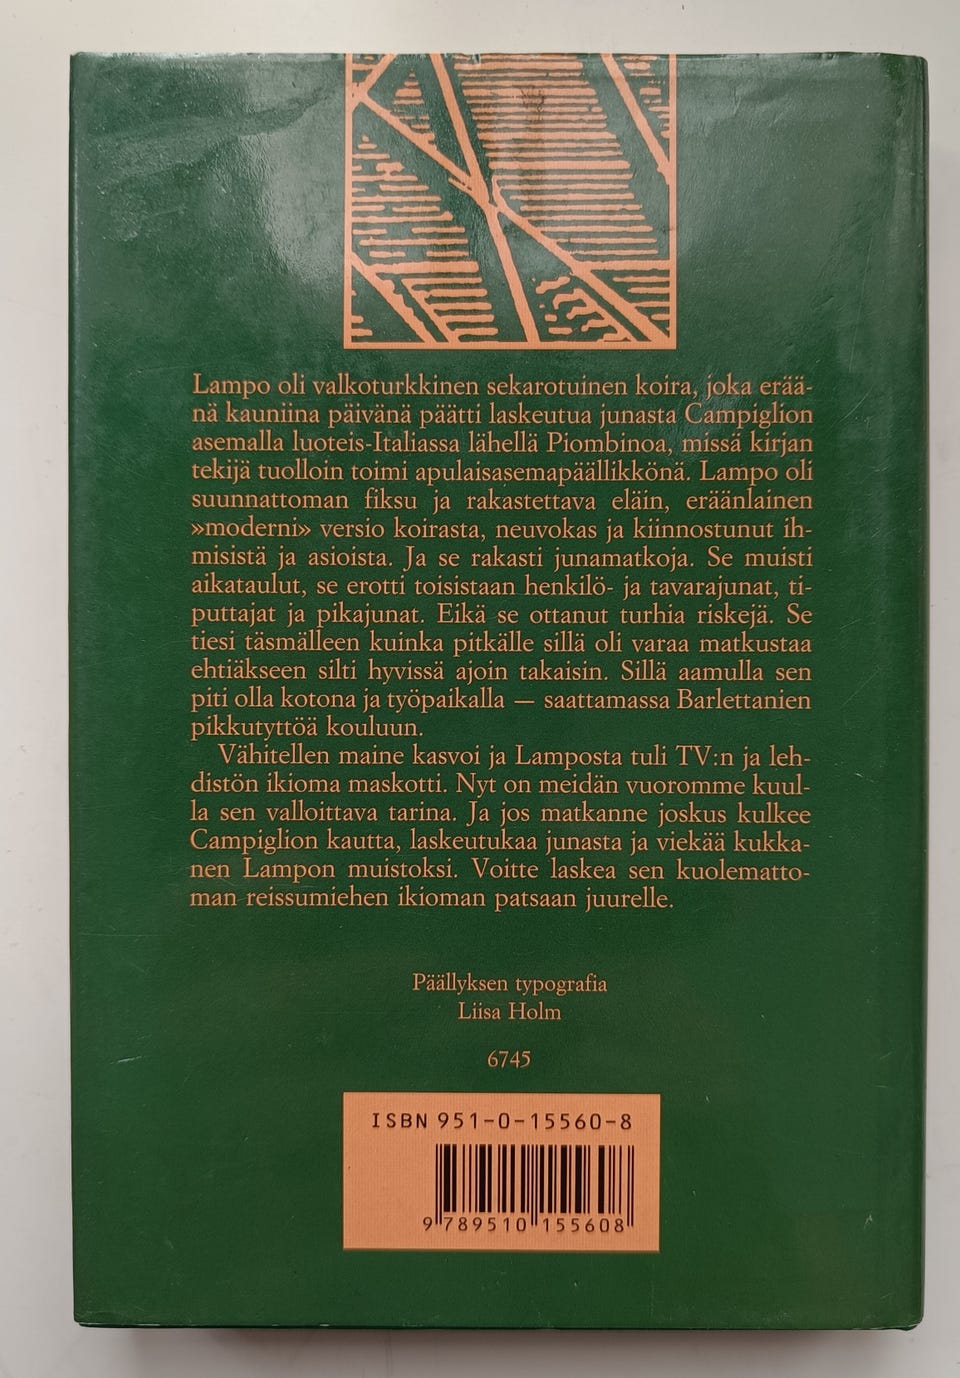 Lampo oli valkoturkkinen sekarotuinen koira, joka erää-
nä kauniina päivänä päätti laskeutua junasta Campiglion
asemalla luoteis-Italiassa lähellä Piombinoa, missä kirjan
tekijä tuolloin toimi apulaisasemapäällikkönä. Lampo oli
suunnattoman fiksu ja rakastettava eläin, eräänlainen
»moderni» versio koirasta, neuvokas ja kiinnostunut ih-
misistä ja asioista. Ja se rakasti junamatkoja. Se muisti
aikataulut, se erotti toisistaan henkilö- ja tavarajunat, ti-
puttajat ja pikajunat. Eikä se ottanut turhia riskejä. Se
tiesi täsmälleen kuinka pitkälle sillä oli varaa matkustaa
ehtiäkseen silti hyvissä ajoin takaisin. Sillä aamulla sen
piti olla kotona ja työpaikalla — saattamassa Barlettanien
pikkutyttöä kouluun.
Vähitellen maine kasvoi ja Lamposta tuli TV:n ja leh-
distön ikioma maskotti. Nyt on meidän vuoromme kuul-
la sen valloittava tarina. Ja jos matkanne joskus kulkee
Campiglion kautta, laskeutukaa junasta ja viekää kukka-
nen Lampon muistoksi. Voitte laskea sen kuolematto-
man reissumiehen ikioman patsaan juurelle.
Päällyksen typografia
Liisa Holm
6745
ISBN 951-0-15560-8
9 789510 155608